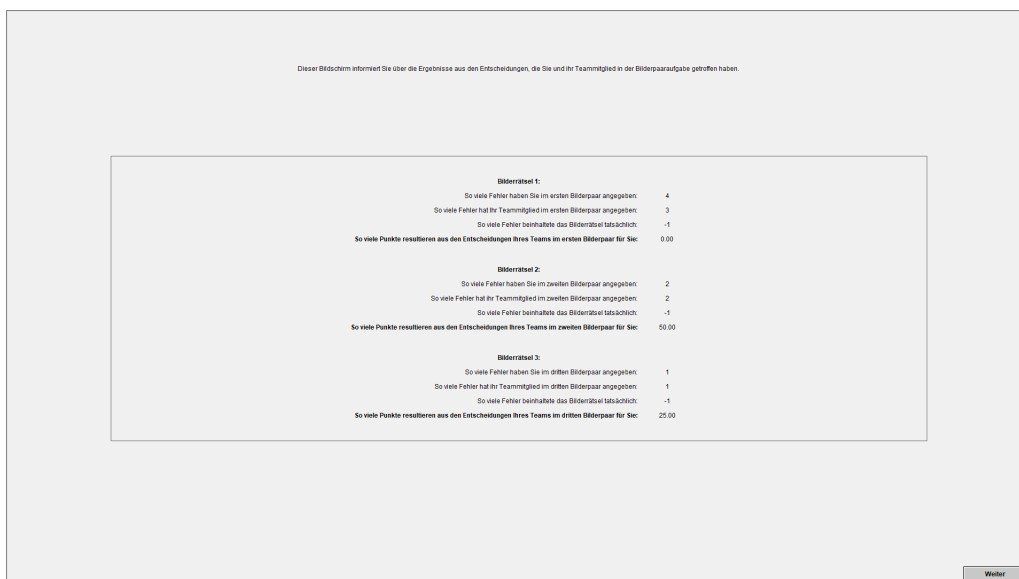 Dieser Bildschirm informiert Sie über die Ergebnisse aus den Entscheidungen, die Sie und ihr Teammitglied in der Bilderpaaraufgabe getroffen haben.
Bilderrätsel 1:
So viele Fehler haben Sie im ersten Bilderpaar angegeben: 4
So viele Fehler hat Ihr Teammitglied im ersten Bilderpaar angegeben: 3
So viele Fehler beinhaltete das Bilderrätsel tatsächlich: -1
So viele Punkte resultieren aus den Entscheidungen Ihres Teams im ersten Bilderpaar für Sie: 0.00
Bilderrätsel 2:
So viele Fehler haben Sie im zweiten Bilderpaar angegeben: 2
So viele Fehler hat ihr Teammitglied im zweiten Bilderpaar angegeben: 2
So viele Fehler beinhaltete das Bilderrätsel tatsächlich: -1
So viele Punkte resultieren aus den Entscheidungen Ihres Teams im zweiten Bilderpaar für Sie: 50.00
Bilderrätsel 3:
So viele Fehler haben Sie im dritten Bilderpaar angegeben: 1
So viele Fehler hat ihr Teammitglied im dritten Bilderpaar angegeben: 1
So viele Fehler beinhaltete das Bilderrätsel tatsächlich: -1
So viele Punkte resultieren aus den Entscheidungen Ihres Teams im dritten Bilderpaar für Sie: 25.00
Weiter